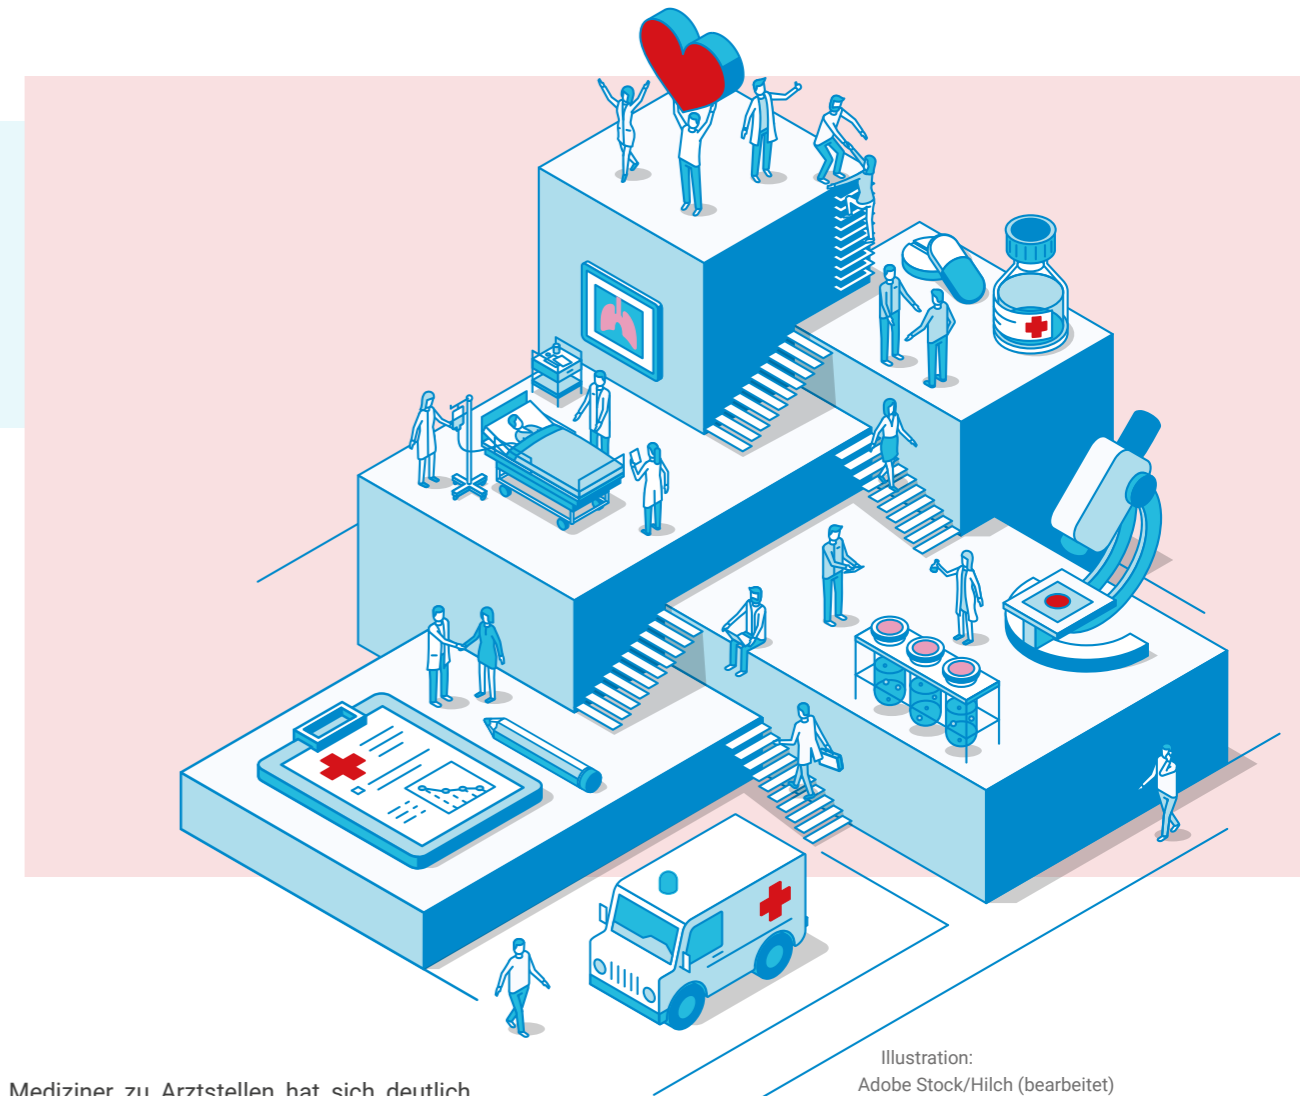 Mediziner zu Arztstellen hat sich deutlich
Illustration:
Adobe Stock/Hilch (bearbeitet)